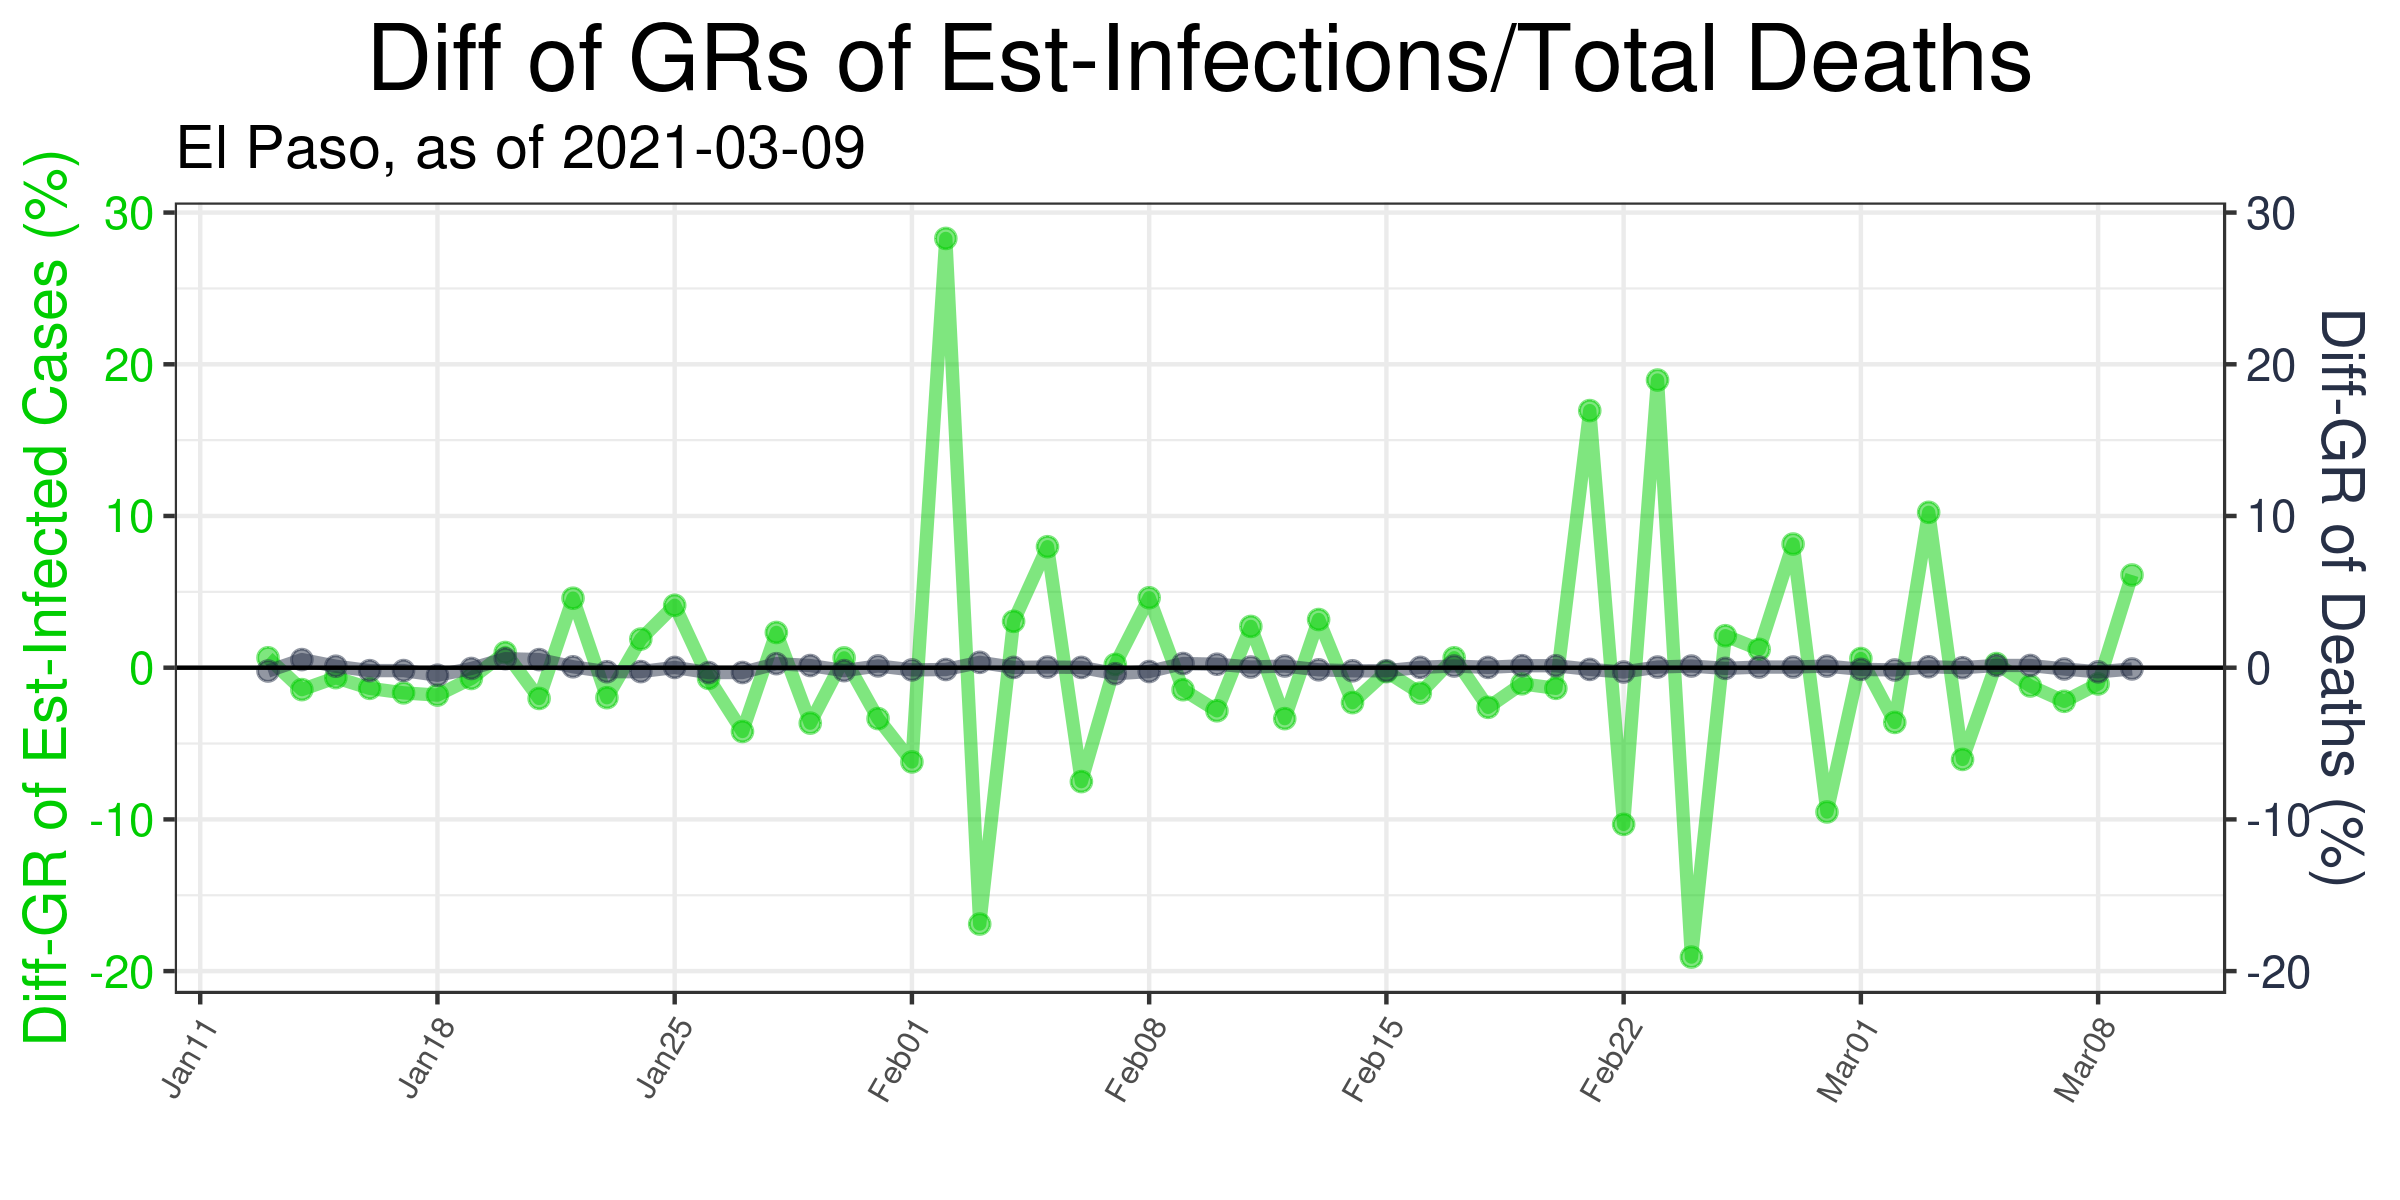 Diff of GRs of Est-Infections/Total Deaths
El Paso, as of 2021-03-09
Diff-GR of Est-Infected Cases (%)
30
20
10
0
-10
-20
30
20
10
0
-10
-20
Diff-GR of Deaths (%)
Jan11
Jan18
Jan25
Feb01
Feb08
Feb15
Feb22
Mar01
Mar08